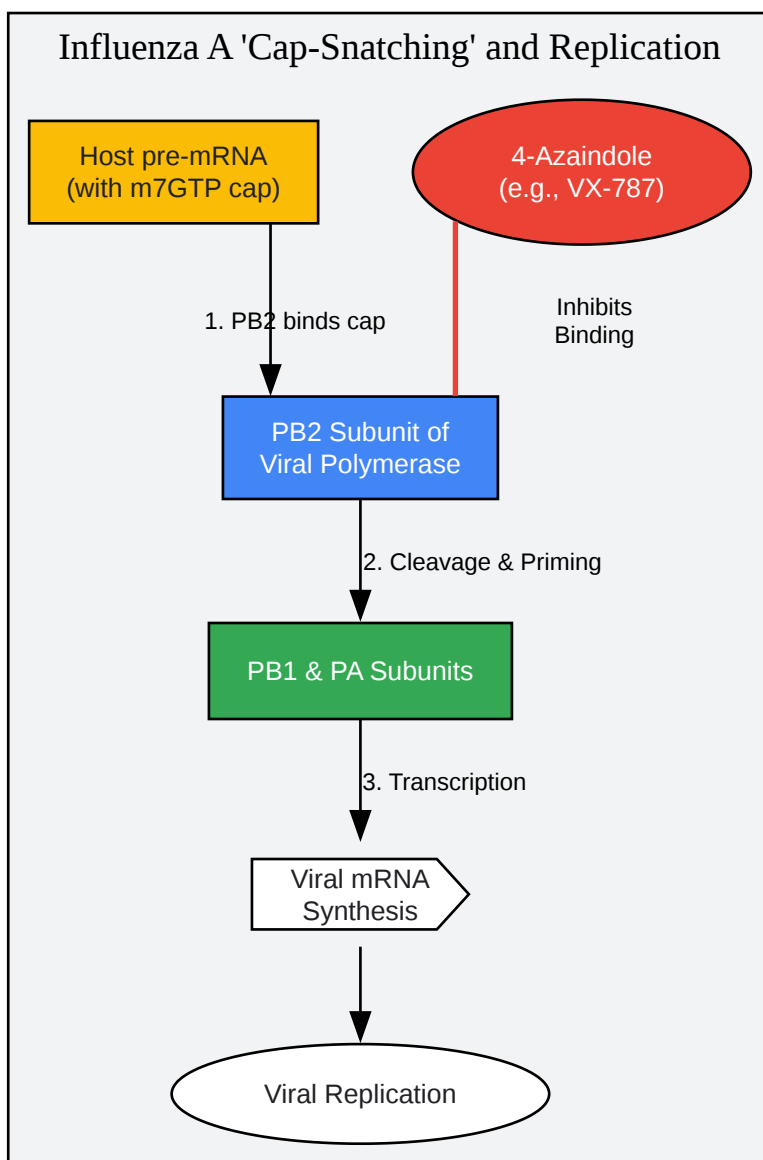 Influenza A 'Cap-Snatching' and Replication
Host pre-mRNA
(with m7GTP cap)
4-Azaindole
(e.g., VX-787)
1. PB2 binds cap
Inhibits
Binding
PB2 Subunit of
Viral Polymerase
2. Cleavage & Priming
PB1 & PA Subunits
3. Transcription
Viral mRNA
Synthesis
Viral Replication